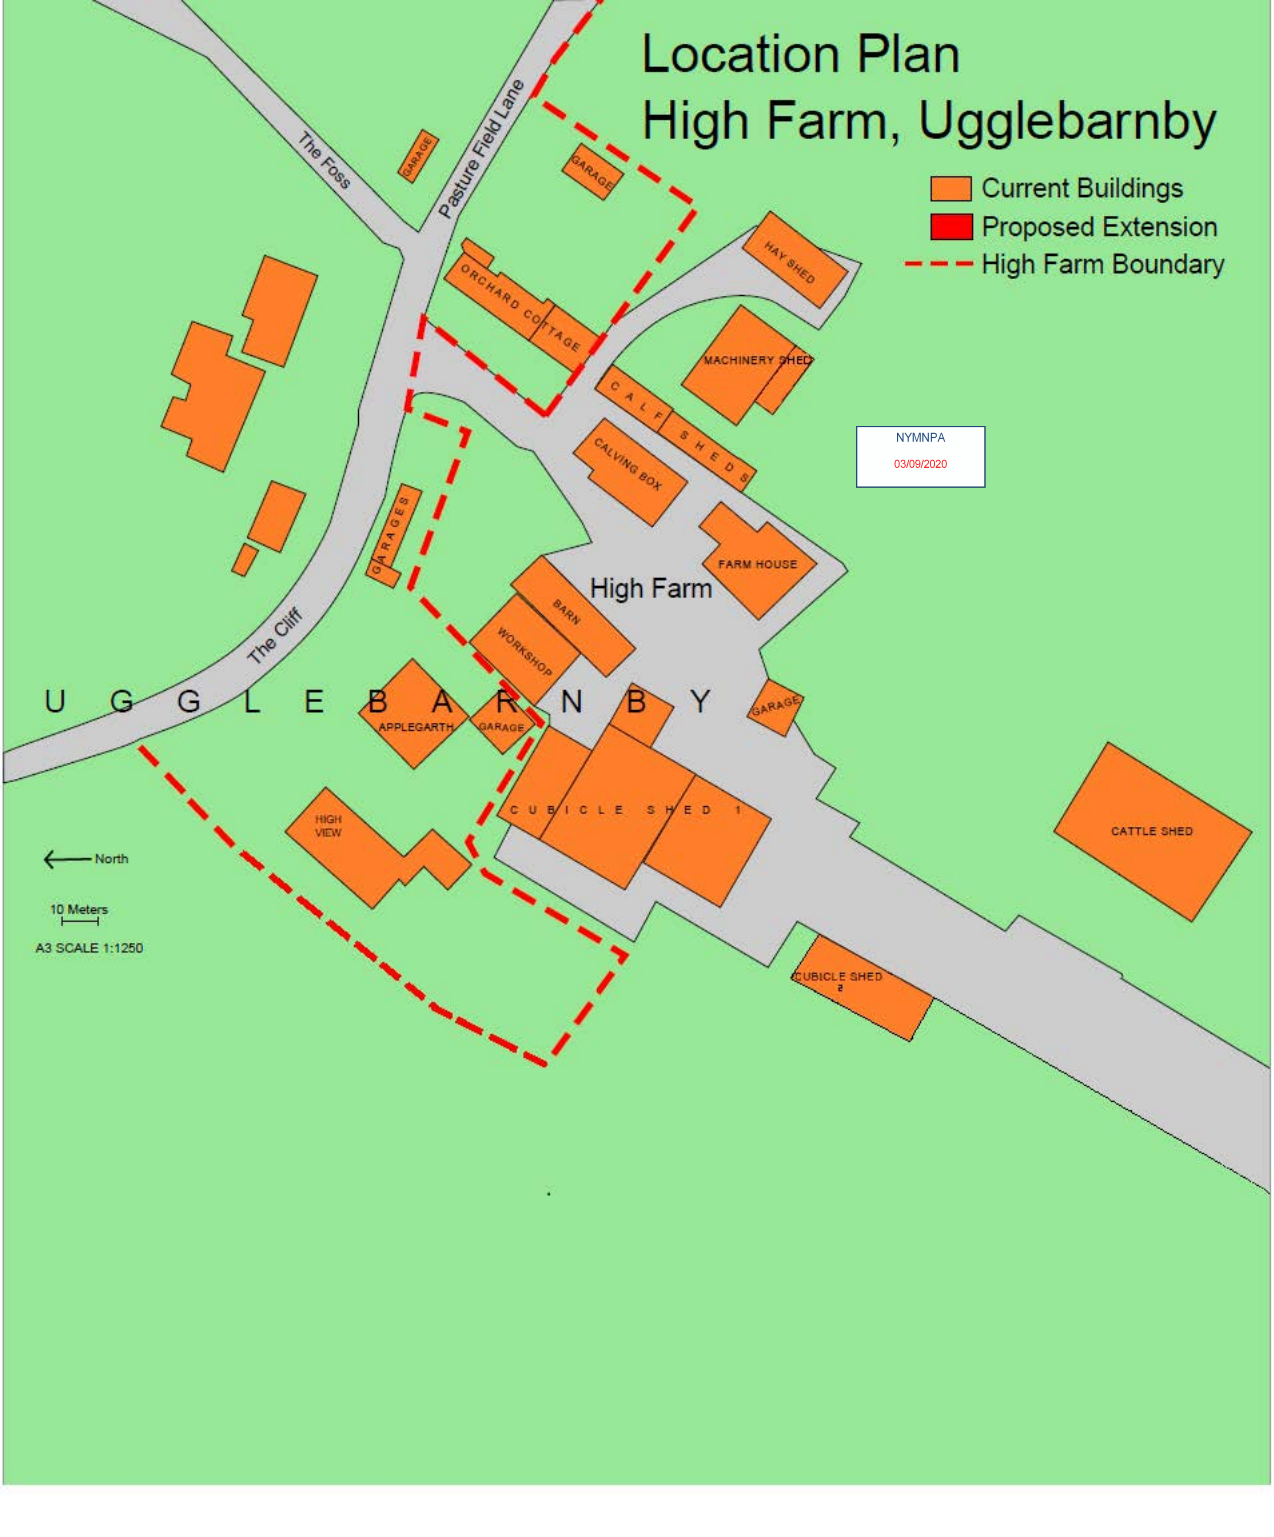 Location Plan
High Farm, Ugglebarnby
Current Buildings
Proposed Extension
High Farm Boundary
The Foss
GARAGE
Pasture Field Lane
GARAGE
HAY SHED
ORCHARD COTTAGE
MACHINERY SHED
CALF SHEDS
CALVING BOX
NYMNPA
03/09/2020
GARAGES
FARM HOUSE
High Farm
BARN
WORKSHOP
The Cliff
UGGLEBARNBY
GARAGE
APPLEGARTH
GARAGE
CUBICLE SHED 1
HIGH
VIEW
CATTLE SHED
North
10 Meters
A3 SCALE 1:1250
CUBICLE SHED
2